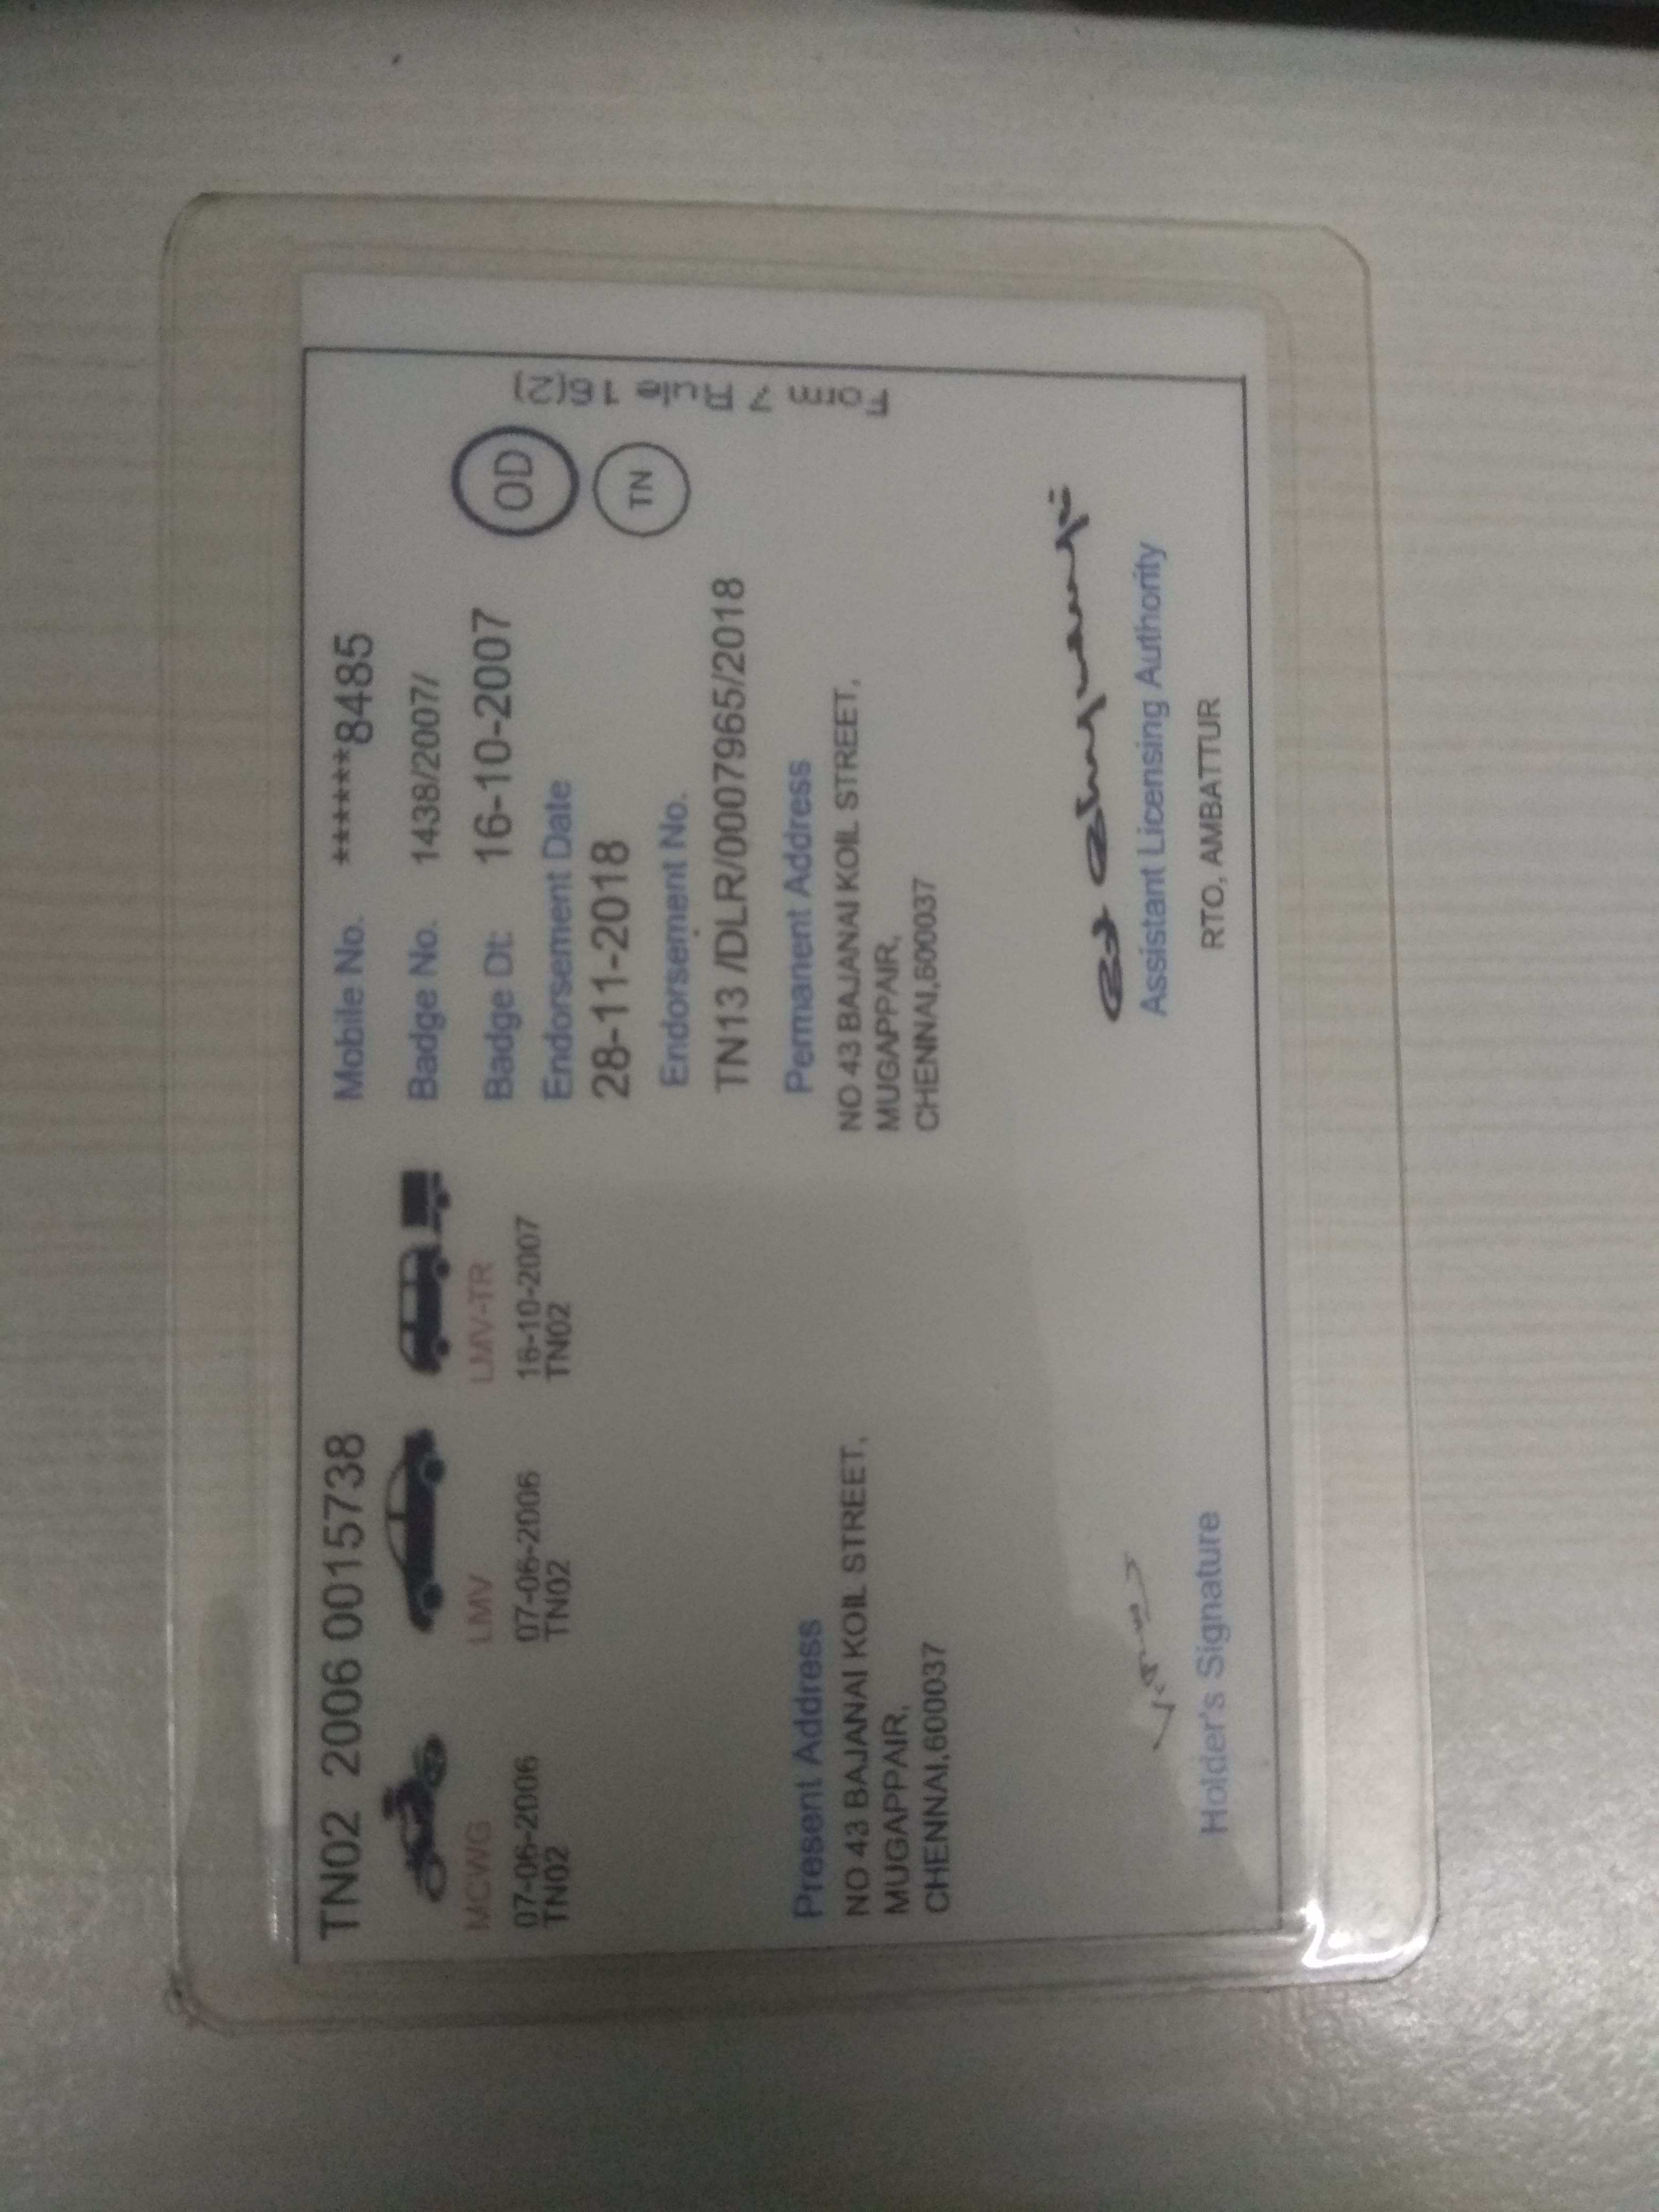 TN02 2006 0015738
MCWG
07-06-2006
TN02
LMV
07-06-2006
TN02
LMV-TR
16-10-2007
TN02
Mobile No. ******8485
Badge No. 1438/2007/
Badge Dt: 16-10-2007
Endorsement Date
28-11-2018
Endorsement No.
TN13 /DLR/0007965/2018
OD
TN
Form 7 Rule 16(2)
Present Address
NO 43 BAJANAI KOIL STREET,
MUGAPPAIR,
CHENNAI,600037
Permanent Address
NO 43 BAJANAI KOIL STREET,
MUGAPPAIR,
CHENNAI,600037
Holder's Signature
Assistant Licensing Authority
RTO, AMBATTUR